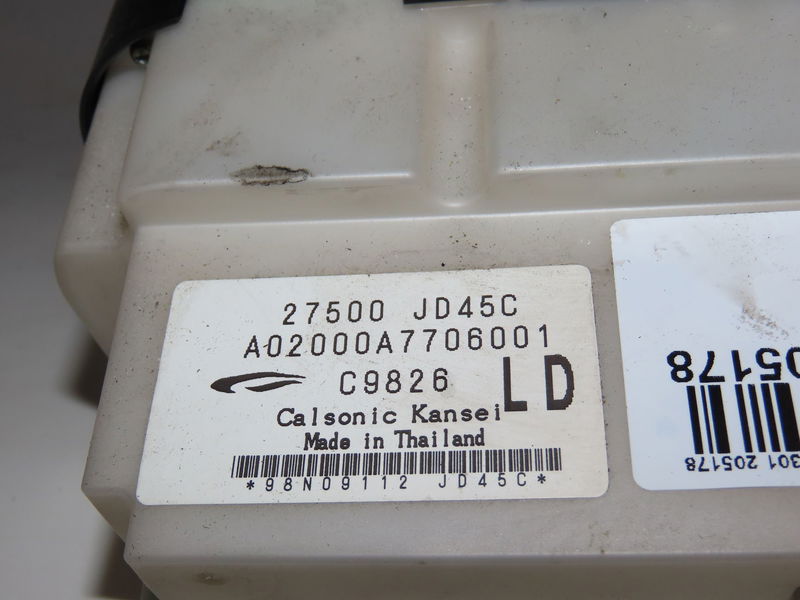 27500 JD45C
A02000A7706001
C9826 LD
Calsonic Kansei
Made in Thailand
*98N09112 JD45C*
05178
301 205178